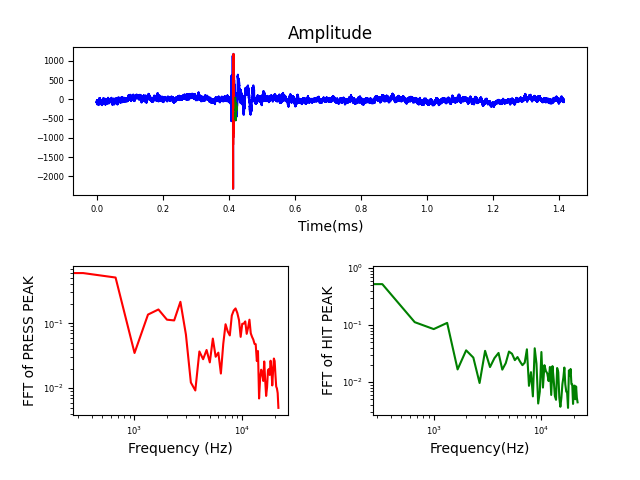 Amplitude
1000
500
0
−500
−1000
−1500
−2000
0.0 0.2 0.4 0.6 0.8 1.0 1.2 1.4
Time(ms)
FFT of PRESS PEAK
10⁻¹
10⁻²
10³ 10⁴
Frequency (Hz)
FFT of HIT PEAK
10⁰
10⁻¹
10⁻²
10³ 10⁴
Frequency(Hz)